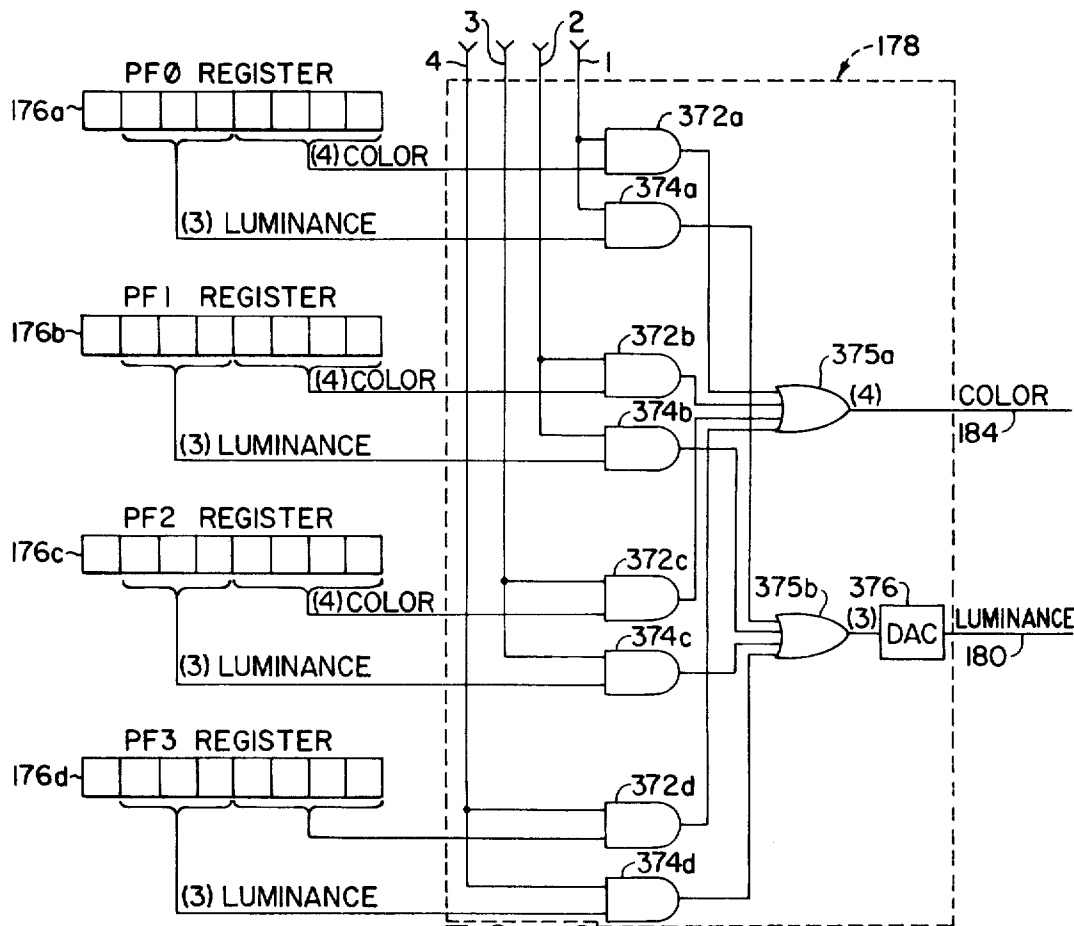 3
2
4
1
178
PFØ REGISTER
176a
372a
(4) COLOR
374a
(3) LUMINANCE
PF1 REGISTER
176b
372b
375a
(4) COLOR
374b
(4)
COLOR
184
(3) LUMINANCE
PF2 REGISTER
176c
372c
375b
376
(4) COLOR
374c
(3)
DAC
LUMINANCE
180
(3) LUMINANCE
PF3 REGISTER
176d
372d
374d
(3) LUMINANCE